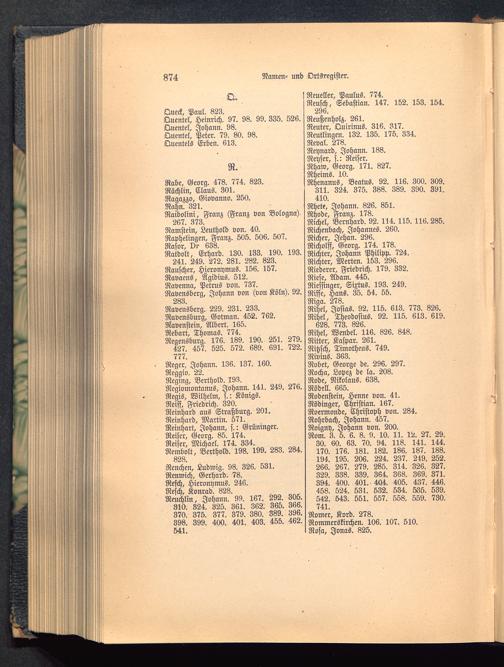 874
Namen- und Ortsregister.
Q.
Queck, Paul. 823.
Quentel, Heinrich. 97. 98. 99. 335. 526.
Quentel, Johann. 98.
Quentel, Peter. 79. 80. 98.
Quentels Erben. 613.
R.
Rabe, Georg. 478. 774. 823.
Rächlin, Claus. 301.
Ragazzo, Giovanno. 250.
Rahn. 321.
Raidolini, Franz (Franz von Bologna)
267. 373.
Ramstein, Leuthold von. 40.
Raphelingen, Franz. 505. 506. 507.
Rasor, Dr 638.
Ratdolt, Erhard. 130. 133. 190. 193.
241. 249. 272. 281. 282. 823.
Rauscher, Hieronymus. 156. 157.
Ravaens, Ägidius. 512.
Ravenna, Petrus von. 737.
Ravensberg, Johann von (von Köln). 92.
283.
Ravensberg. 229. 231. 233.
Ravensburg, Gotman. 452. 762.
Ravenstein, Albert. 165.
Rebart, Thomas. 774.
Regensburg. 176. 189. 190. 251. 279.
427. 457. 525. 572. 689. 691. 722.
777.
Reger, Johann. 136. 137. 160.
Reggio. 22.
Reging, Berthold. 193.
Regiomontanus, Johann. 141. 249. 276.
Regis, Wilhelm, s.: Königs.
Reiff, Friedrich. 320.
Reinhard aus Straßburg. 201.
Reinhard, Martin. 571.
Reinhart, Johann, s.: Grüninger.
Reiser, Georg. 85. 174.
Reiser, Michael. 174. 334.
Rembolt, Berthold. 198. 199. 283. 284.
828.
Renchen, Ludwig. 98. 326. 531.
Rennwich, Gerhard. 78.
Resch, Hieronymus. 246.
Resch, Konrad. 828.
Reuchlin, Johann. 99. 167. 292. 305.
310. 324. 325. 361. 362. 365. 366.
370. 375. 377. 379. 380. 389. 396.
398. 399. 400. 401. 403. 455. 462.
541.
Reueller, Paulus. 774.
Reusch, Sebastian. 147. 152. 153. 154.
296.
Reußenholz. 261.
Reuter, Quirinus. 316. 317.
Reutlingen. 132. 135. 175. 334.
Reval. 278.
Reynard, Johann. 188.
Reyser, s.: Reiser.
Rhaw, Georg. 171. 827.
Rheims. 10.
Rhenanus, Beatus. 92. 116. 300. 309.
311. 324. 375. 388. 389. 390. 391.
410.
Rhete, Johann. 826. 851.
Rhode, Franz. 178.
Richel, Bernhard. 92. 114. 115. 116. 285.
Richenbach, Johannes. 260.
Richer, Jehan. 296.
Richolff, Georg. 174. 178.
Richter, Johann Philipp. 724.
Richter, Merten. 153. 296.
Riederer, Friedrich. 179. 332.
Riese, Adam. 445.
Riessinger, Sixtus. 193. 249.
Riffe, Hans. 35. 54. 55.
Riga. 278.
Rihel, Josias. 92. 115. 613. 773. 826.
Rihel, Theodosius. 92. 115. 613. 619.
628. 773. 826.
Rihel, Wendel. 116. 826. 848.
Ritter, Kaspar. 261.
Ritzsch, Timotheus. 749.
Rivius. 363.
Robet, George de. 296. 297.
Rocha, Lopez de la. 208.
Rode, Nikolaus. 638.
Rödell. 665.
Rodenstein, Henne von. 41.
Rödinger, Christian. 167.
Roermonde, Christoph von. 284.
Rohrbach, Johann. 457.
Roigny, Johann von. 200.
Rom. 3. 5. 6. 8. 9. 10. 11. 12. 27. 29.
30. 60. 63. 70. 94. 118. 141. 144.
170. 176. 181. 182. 186. 187. 188.
194. 195. 206. 224. 237. 249. 252.
266. 267. 279. 285. 314. 326. 327.
329. 338. 339. 364. 368. 369. 371.
394. 400. 401. 404. 405. 437. 446.
458. 524. 531. 532. 534. 535. 539.
542. 543. 551. 557. 558. 559. 730.
741.
Romer, Kord. 278.
Rommerskirchen. 106. 107. 510.
Rosa, Jonas. 825.